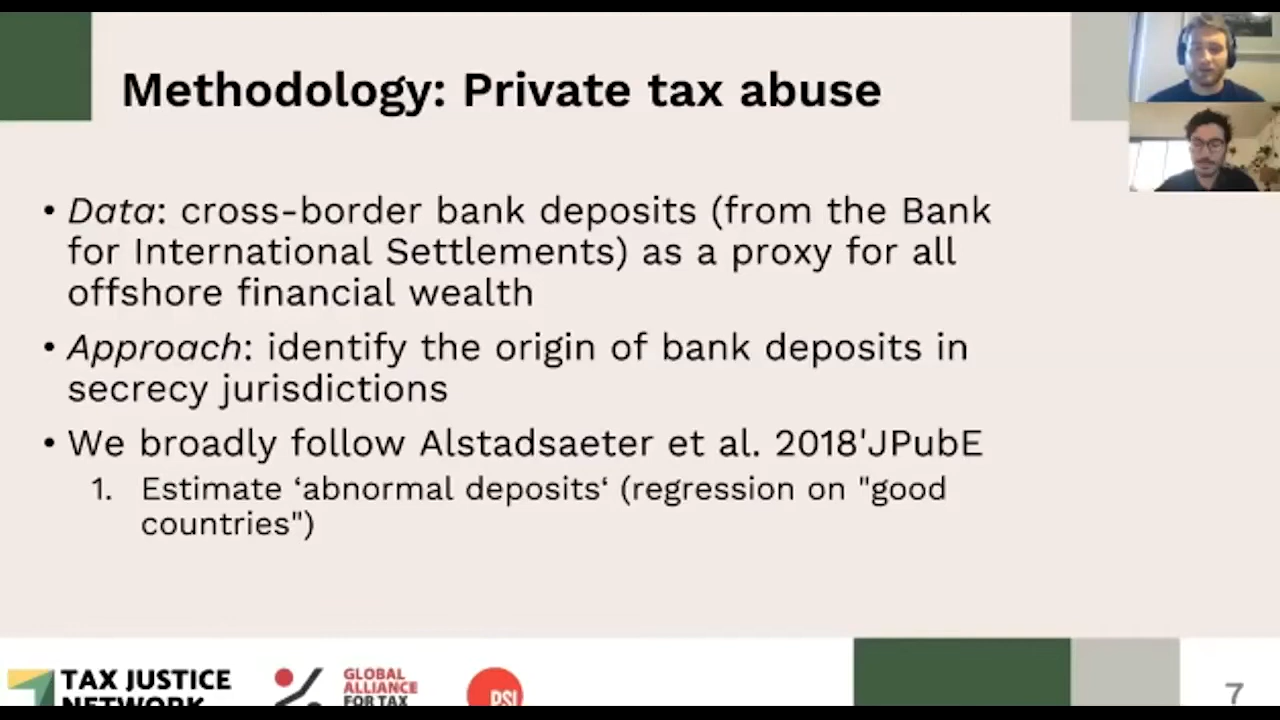 Methodology: Private tax abuse
• Data: cross-border bank deposits (from the Bank
for International Settlements) as a proxy for all
offshore financial wealth
• Approach: identify the origin of bank deposits in
secrecy jurisdictions
• We broadly follow Alstadsaeter et al. 2018'JPubE
1. Estimate ‘abnormal deposits‘ (regression on "good
countries")
TAX JUSTICE
NETWORK
GLOBAL
ALLIANCE
FOR TAX
PSI
7